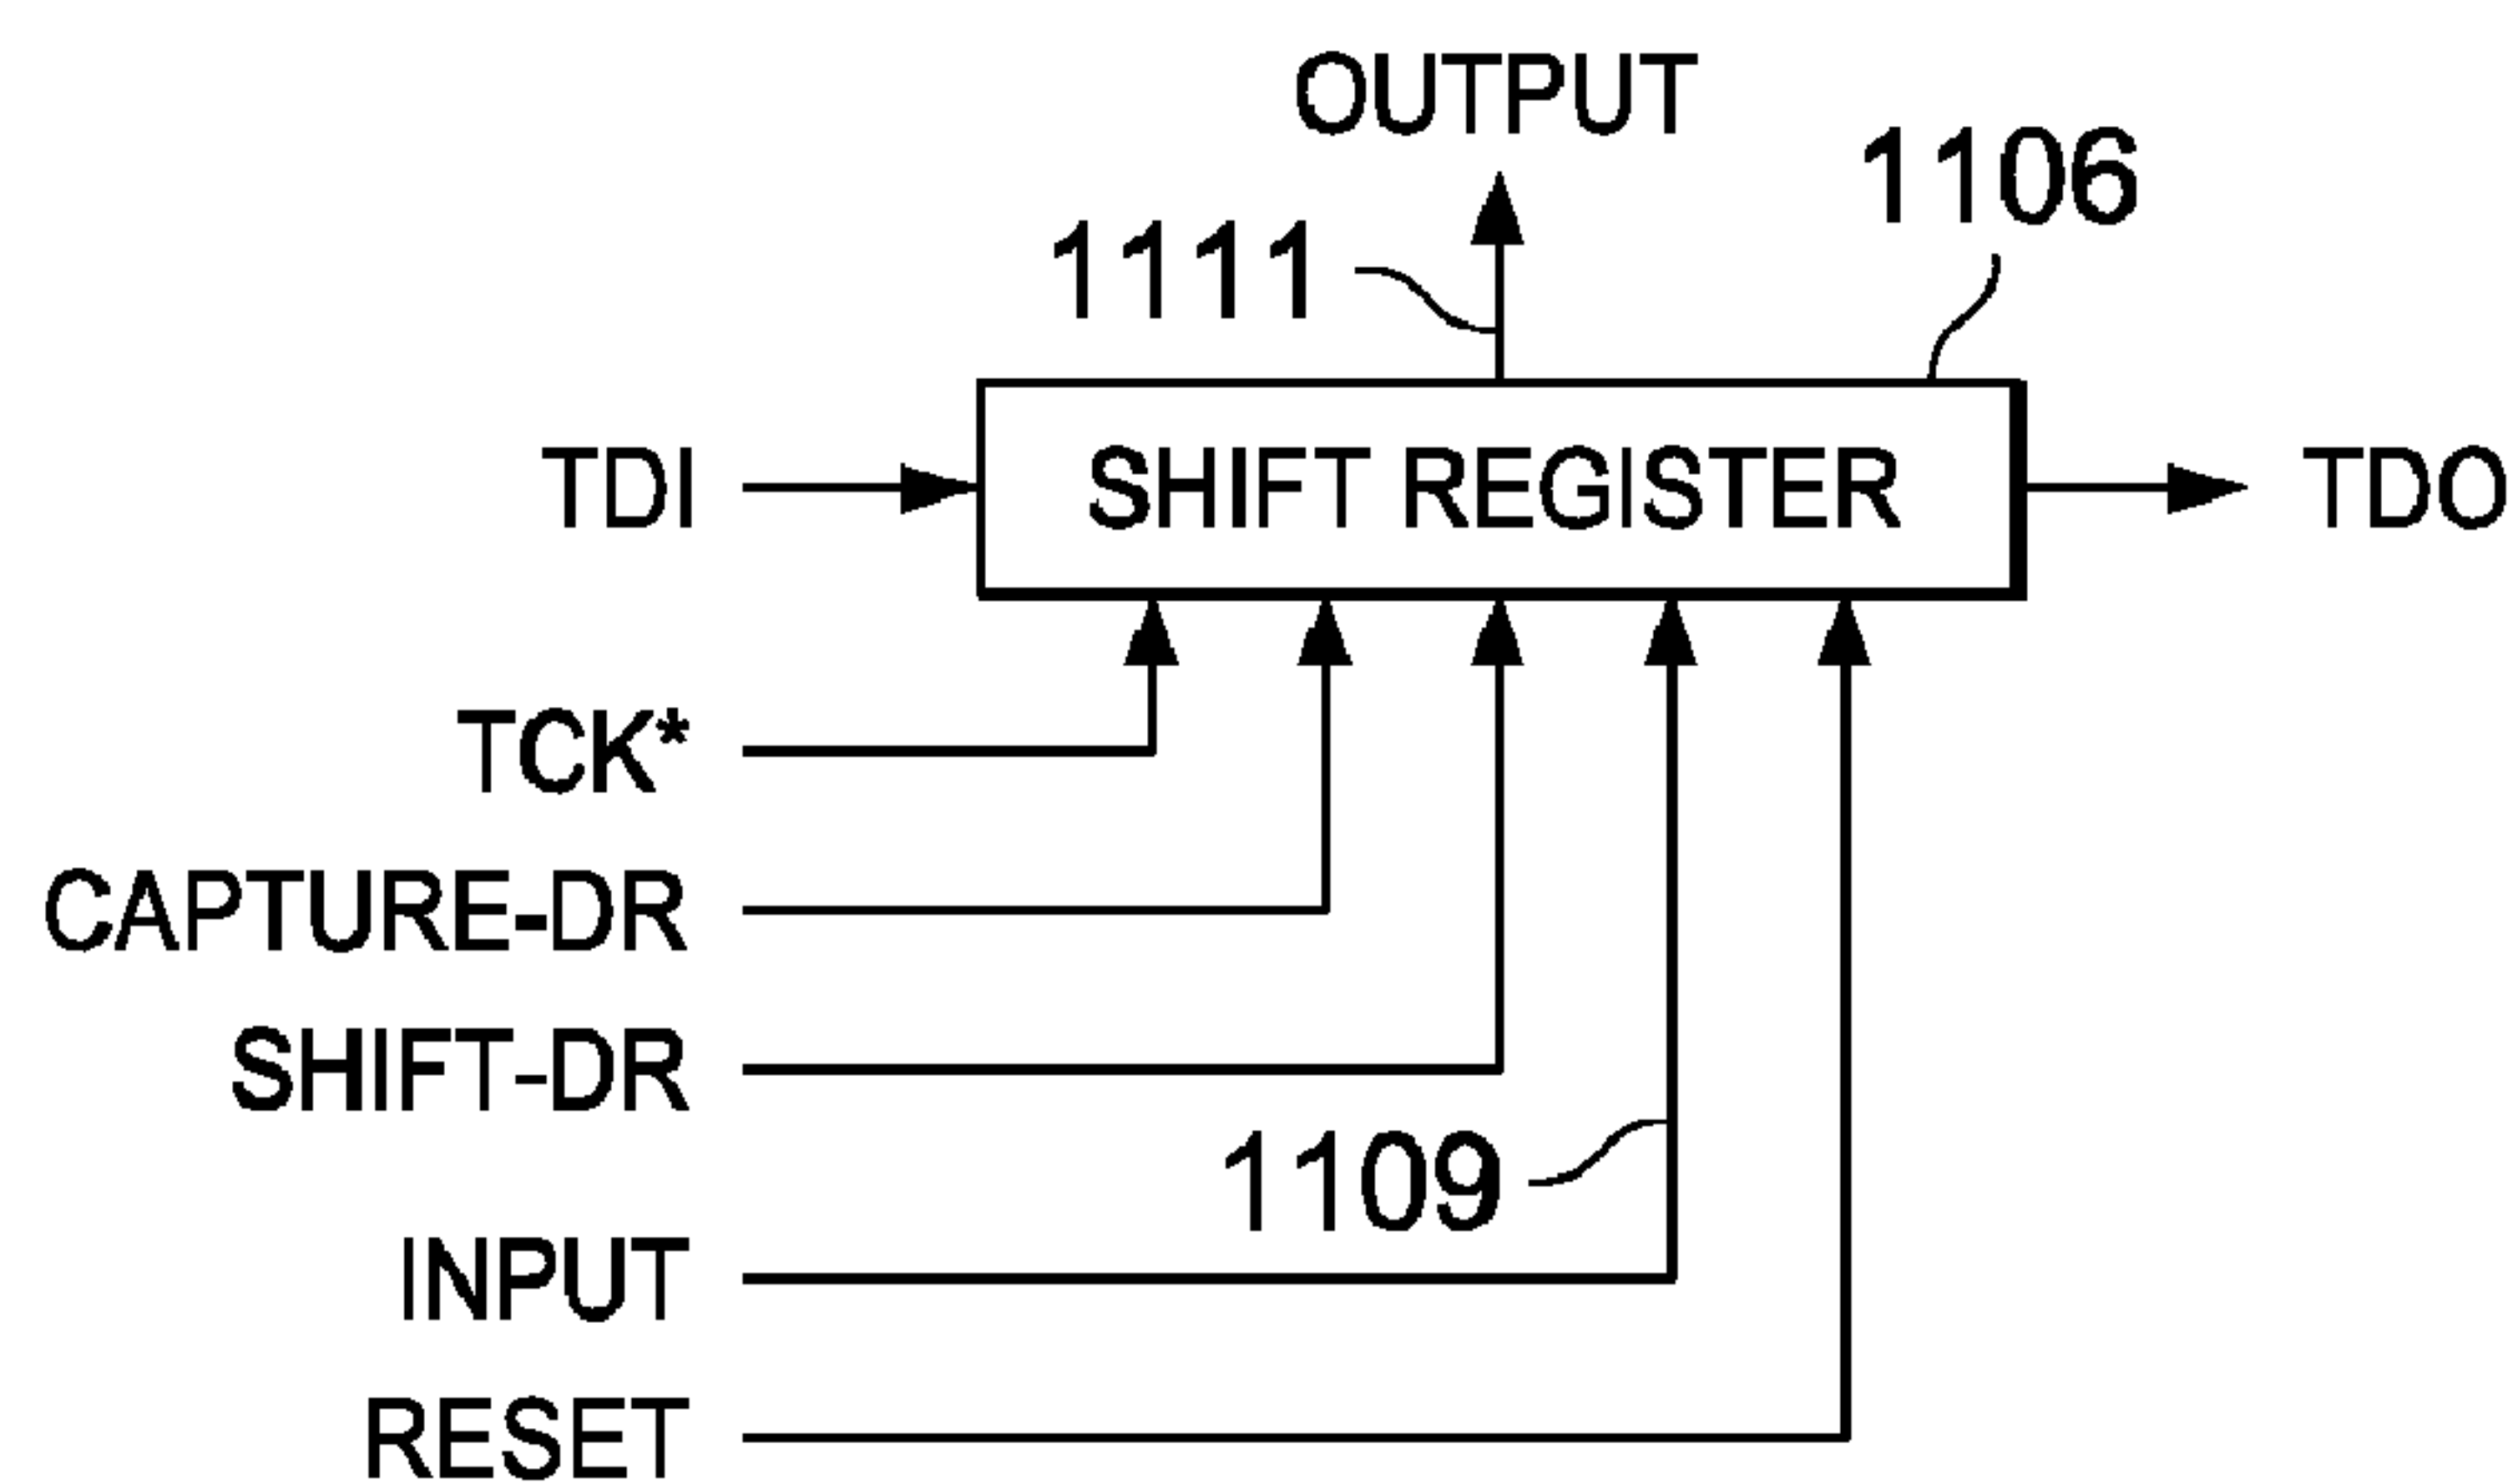 OUTPUT
1106
1111
TDI
SHIFT REGISTER
TDO
TCK*
CAPTURE-DR
SHIFT-DR
1109
INPUT
RESET